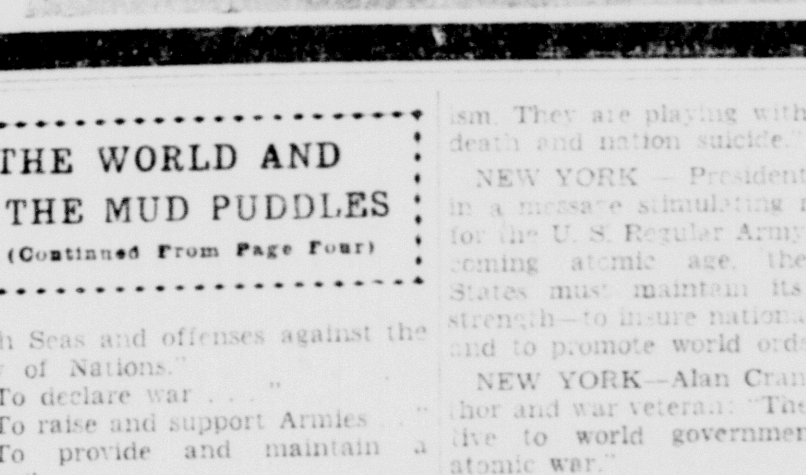 THE WORLD AND
THE MUD PUDDLES
(Continued From Page Four)
h Seas and offenses against the
of Nations."
To declare war . . . "
To raise and support Armies . . "
To provide and maintain a
ism. They are playing with
death and nation suicide."
NEW YORK — President
in a message stimulating
for the U. S. Regular Army
coming atomic age, the
States must maintain its
strength—to insure national
and to promote world
NEW YORK—Alan Cran
thor and war veteran: "The
tive to world governmen
atomic war."